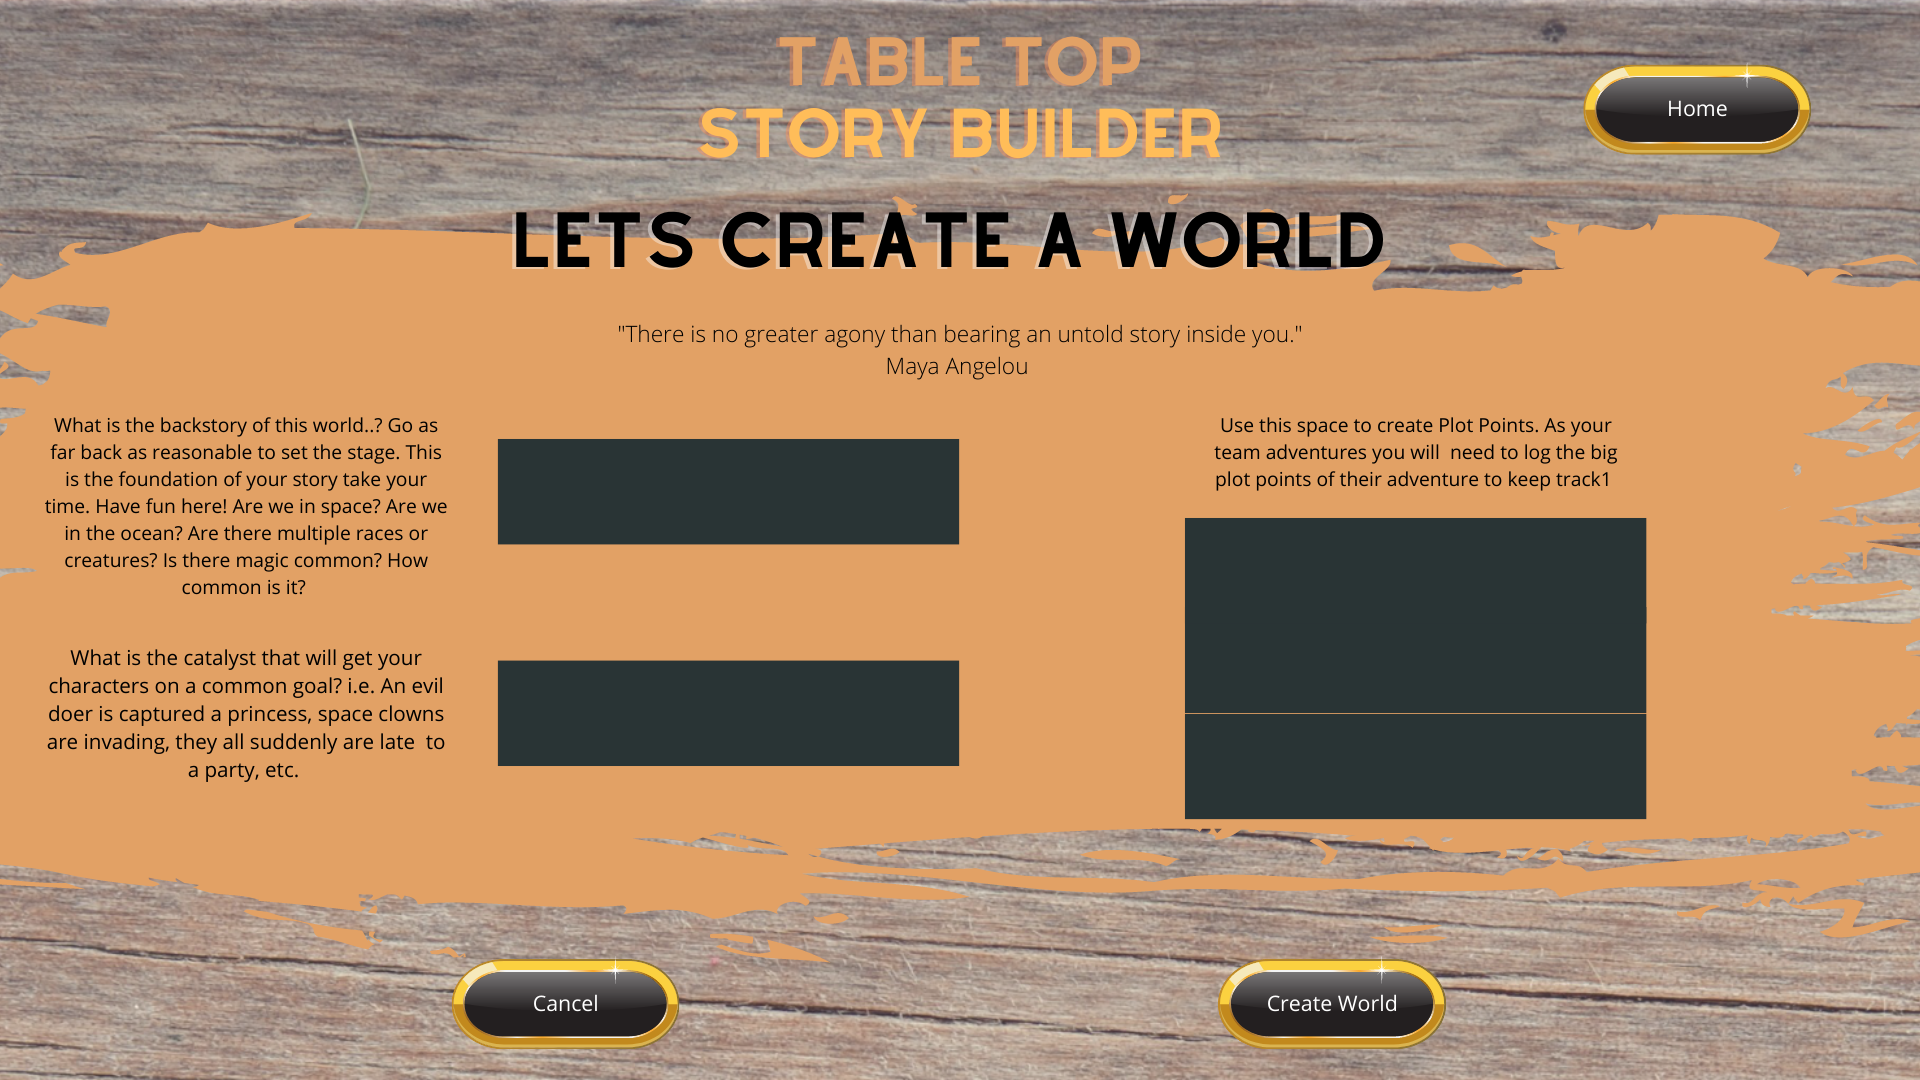 TABLE TOP
STORY BUILDER
Home
LETS CREATE A WORLD
"There is no greater agony than bearing an untold story inside you."
Maya Angelou
What is the backstory of this world..? Go as
far back as reasonable to set the stage. This
is the foundation of your story take your
time. Have fun here! Are we in space? Are we
in the ocean? Are there multiple races or
creatures? Is there magic common? How
common is it?
What is the catalyst that will get your
characters on a common goal? i.e. An evil
doer is captured a princess, space clowns
are invading, they all suddenly are late  to
a party, etc.
Use this space to create Plot Points. As your
team adventures you will  need to log the big
plot points of their adventure to keep track1
Cancel
Create World